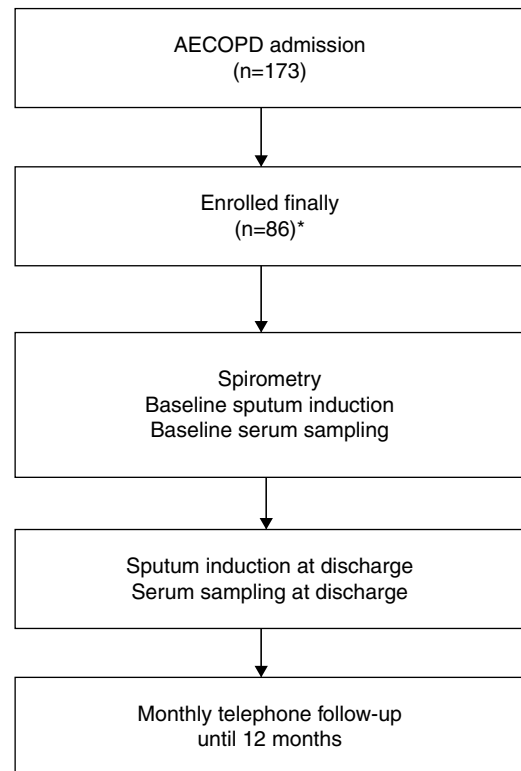 AECOPD admission
(n=173)
Enrolled finally
(n=86)*
Spirometry
Baseline sputum induction
Baseline serum sampling
Sputum induction at discharge
Serum sampling at discharge
Monthly telephone follow-up
until 12 months